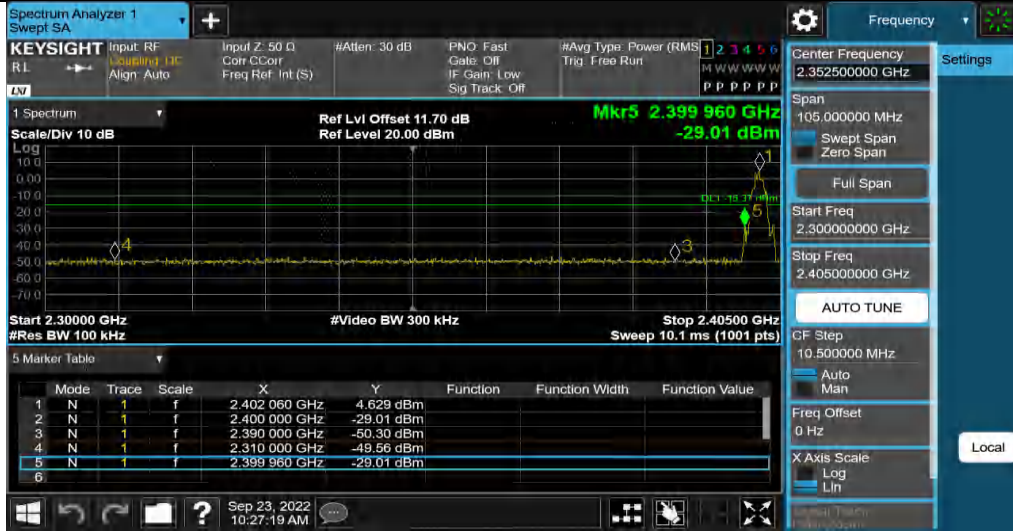 Spectrum Analyzer 1
Swept SA
+
Frequency
KEYSIGHT
RL
LXI
Input: RF
Coupling: DC
Align: Auto
Input Z: 50 Ω
Corr CCorr
Freq Ref: Int (S)
#Atten: 30 dB
PNO: Fast
Gate: Off
IF Gain: Low
Sig Track: Off
#Avg Type: Power (RMS
Trig: Free Run
1 2 3 4 5 6
M W W W W W
P P P P P P
Center Frequency
2.352500000 GHz
Settings
Span
105.000000 MHz
Swept Span
Zero Span
Full Span
Start Freq
2.300000000 GHz
Stop Freq
2.405000000 GHz
AUTO TUNE
CF Step
10.500000 MHz
Auto
Man
Freq Offset
0 Hz
X Axis Scale
Log
Lin
Local
1 Spectrum
Scale/Div 10 dB
Ref Lvl Offset 11.70 dB
Ref Level 20.00 dBm
Mkr5 2.399 960 GHz
-29.01 dBm
Log
10.0
0.00
-10.0
-20.0
-30.0
-40.0
-50.0
-60.0
-70.0
1
DL1 -15.37 dBm
5
4
3
Start 2.30000 GHz
#Video BW 300 kHz
Stop 2.40500 GHz
#Res BW 100 kHz
Sweep 10.1 ms (1001 pts)
5 Marker Table
Mode Trace Scale X Y Function Function Width Function Value
1 N 1 f 2.402 060 GHz 4.629 dBm
2 N 1 f 2.400 000 GHz -29.01 dBm
3 N 1 f 2.390 000 GHz -50.30 dBm
4 N 1 f 2.310 000 GHz -49.56 dBm
5 N 1 f 2.399 960 GHz -29.01 dBm
6
?
Sep 23, 2022
10:27:19 AM